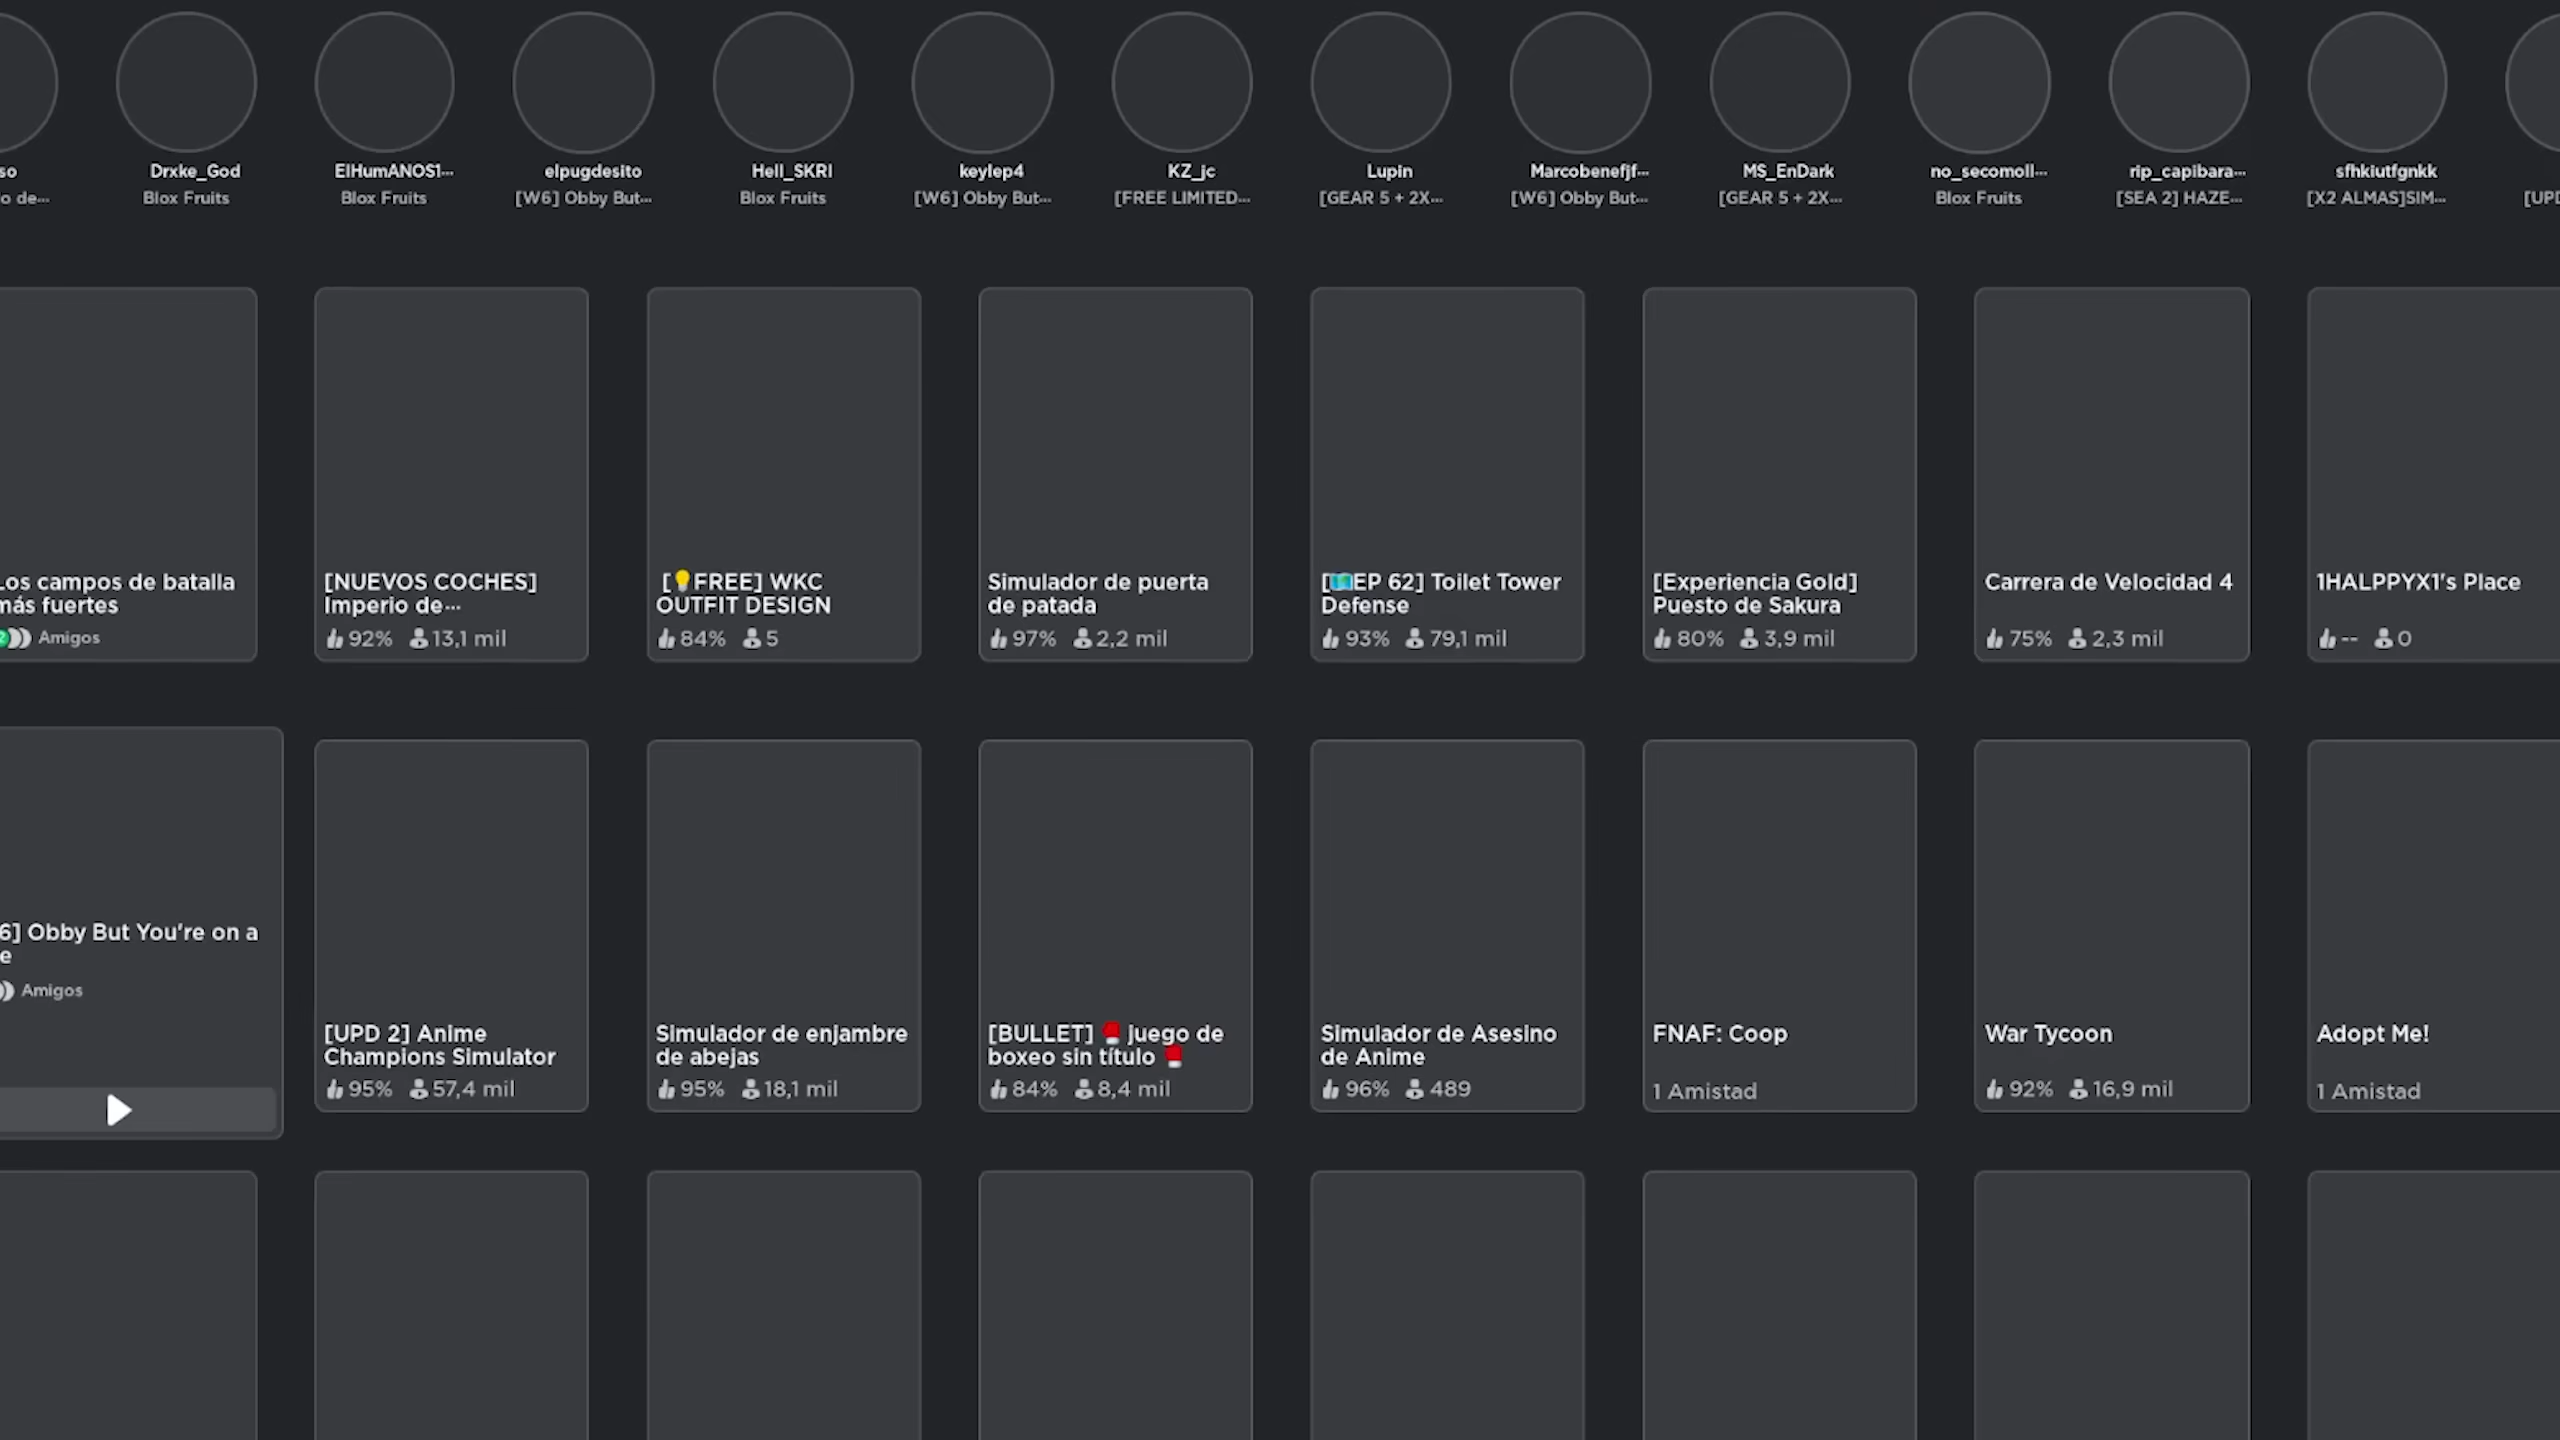 so
Drxke_God
ElHumANOS1...
elpugdesito
Hell_SKRI
keylep4
KZ_jc
Lupin
Marcobenefjf...
MS_EnDark
no_secomoll...
rip_capibara...
sfhkiutfgnkk
o de...
Blox Fruits
Blox Fruits
[W6] Obby But...
Blox Fruits
[W6] Obby But...
[FREE LIMITED...
[GEAR 5 + 2X...
[W6] Obby But...
[GEAR 5 + 2X...
Blox Fruits
[SEA 2] HAZE...
[X2 ALMAS]SIM...
[UPD
Los campos de batalla
más fuertes
2 Amigos
[NUEVOS COCHES]
Imperio de...
92% 13,1 mil
[💡FREE] WKC
OUTFIT DESIGN
84% 5
Simulador de puerta
de patada
97% 2,2 mil
[🗺️EP 62] Toilet Tower
Defense
93% 79,1 mil
[Experiencia Gold]
Puesto de Sakura
80% 3,9 mil
Carrera de Velocidad 4
75% 2,3 mil
1HALPPYX1's Place
-- 0
6] Obby But You're on a
e
Amigos
[UPD 2] Anime
Champions Simulator
95% 57,4 mil
Simulador de enjambre
de abejas
95% 18,1 mil
[BULLET] 🥊 juego de
boxeo sin título 🥊
84% 8,4 mil
Simulador de Asesino
de Anime
96% 489
FNAF: Coop
1 Amistad
War Tycoon
92% 16,9 mil
Adopt Me!
1 Amistad